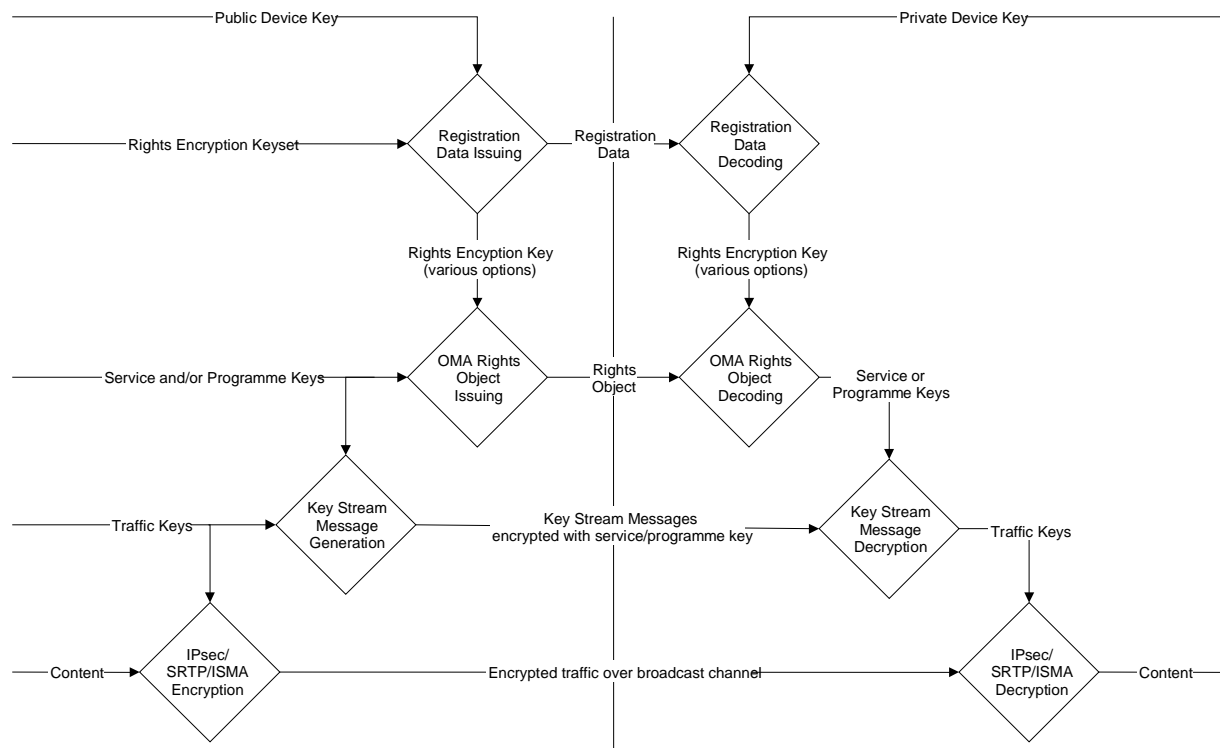 Public Device Key
Private Device Key
Rights Encryption Keyset
Registration
Data Issuing
Registration
Data
Registration
Data
Decoding
Rights Encyption Key
(various options)
Rights Encryption Key
(various options)
Service and/or Programme Keys
OMA Rights
Object
Issuing
Rights
Object
OMA Rights
Object
Decoding
Service or
Programme Keys
Traffic Keys
Key Stream
Message
Generation
Key Stream Messages
encrypted with service/programme key
Key Stream
Message
Decryption
Traffic Keys
Content
IPsec/
SRTP/ISMA
Encryption
Encrypted traffic over broadcast channel
IPsec/
SRTP/ISMA
Decryption
Content